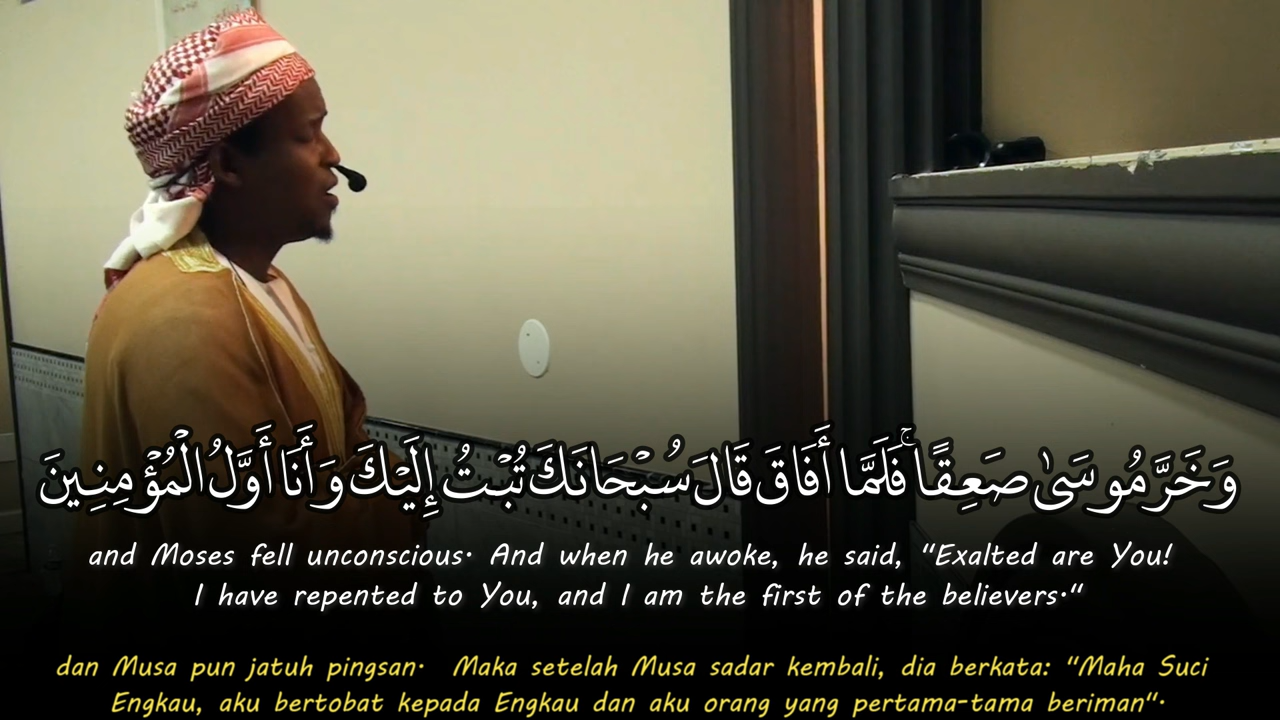 وَخَرَّ مُوسَىٰ صَعِقًا ۚ فَلَمَّا أَفَاقَ قَالَ سُبْحَانَكَ تُبْتُ إِلَيْكَ وَأَنَا أَوَّلُ الْمُؤْمِنِينَ
and Moses fell unconscious. And when he awoke, he said, "Exalted are You!
I have repented to You, and I am the first of the believers."
dan Musa pun jatuh pingsan. Maka setelah Musa sadar kembali, dia berkata: "Maha Suci
Engkau, aku bertobat kepada Engkau dan aku orang yang pertama-tama beriman".